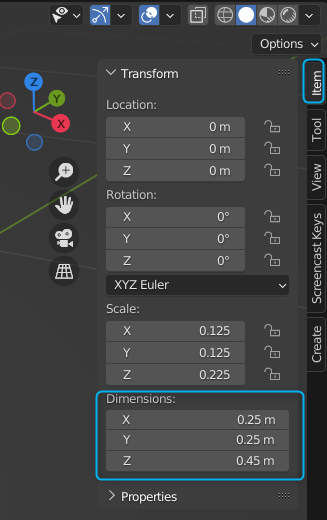 Options
Z
Y
X
Transform
Location:
X 0 m
Y 0 m
Z 0 m
Rotation:
X 0°
Y 0°
Z 0°
XYZ Euler
Scale:
X 0.125
Y 0.125
Z 0.225
Dimensions:
X 0.25 m
Y 0.25 m
Z 0.45 m
Properties
Item
Tool
View
Screencast Keys
Create